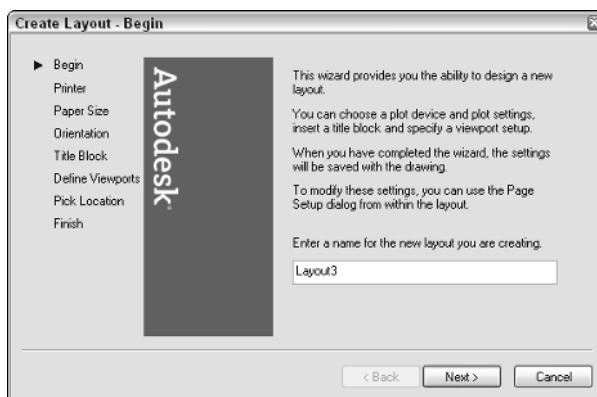 Create Layout - Begin
Begin
Printer
Paper Size
Orientation
Title Block
Define Viewports
Pick Location
Finish
Autodesk
This wizard provides you the ability to design a new
layout.
You can choose a plot device and plot settings,
insert a title block and specify a viewport setup.
When you have completed the wizard, the settings
will be saved with the drawing.
To modify these settings, you can use the Page
Setup dialog from within the layout.
Enter a name for the new layout you are creating.
Layout3
< Back
Next >
Cancel